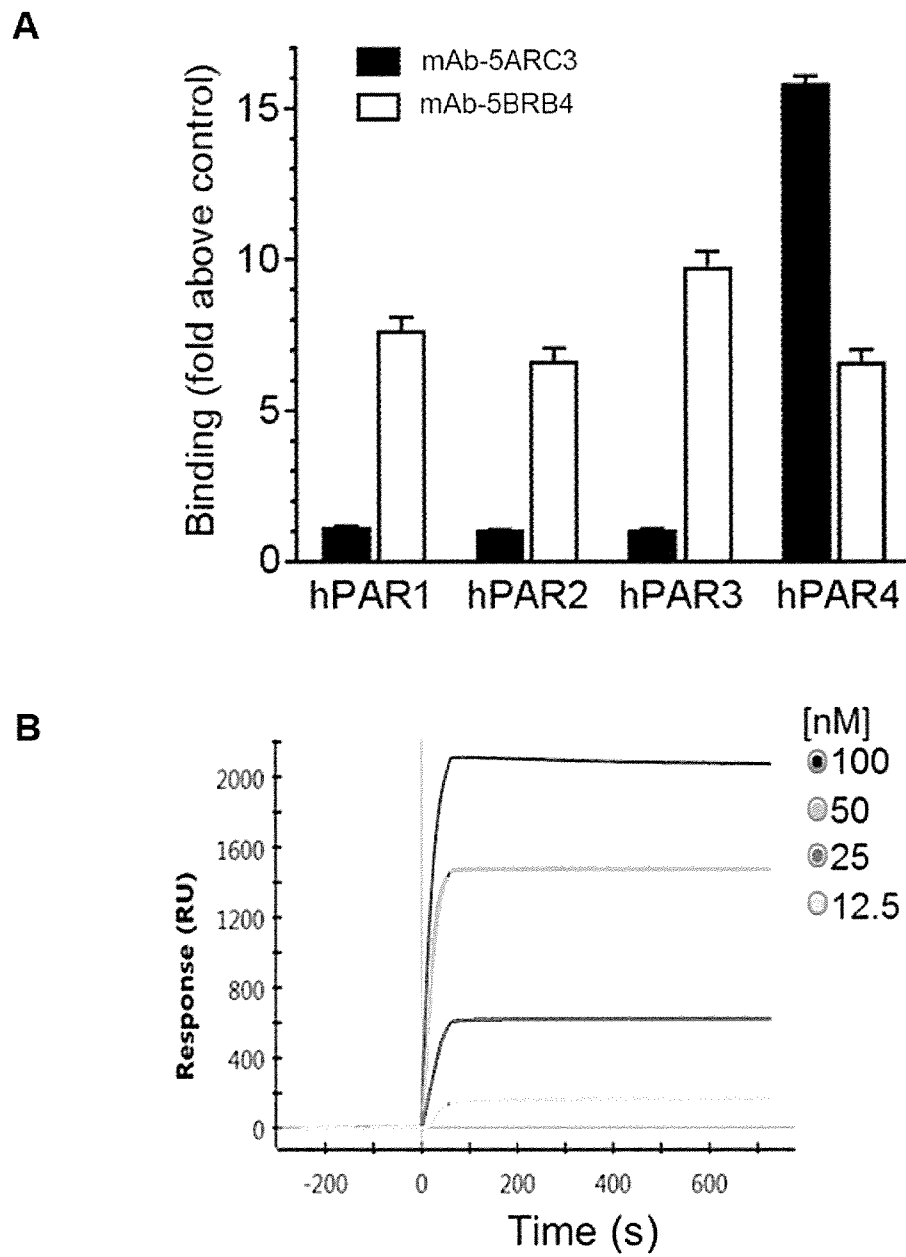 A
mAb-5ARC3
mAb-5BRB4
Binding (fold above control)
15
10
5
0
hPAR1 hPAR2 hPAR3 hPAR4
B
[nM]
100
50
25
12.5
Response (RU)
2000
1600
1200
800
400
0
-200 0 200 400 600
Time (s)